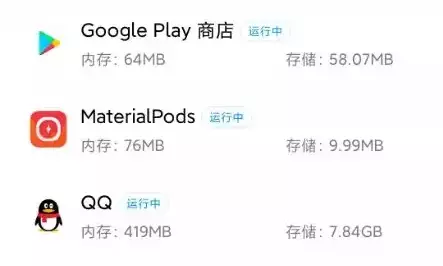 Google Play 商店 运行中
内存: 64MB 存储: 58.07MB
MaterialPods 运行中
内存: 76MB 存储: 9.99MB
QQ 运行中
内存: 419MB 存储: 7.84GB